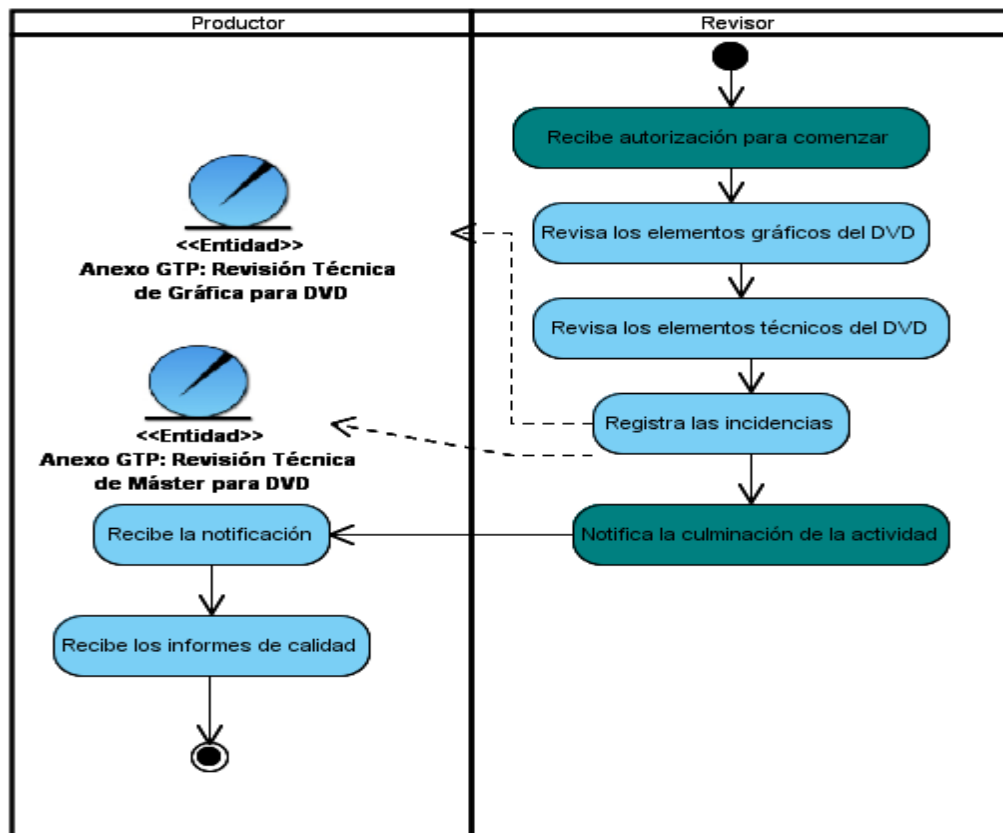 Productor
Revisor
Recibe autorización para comenzar
Revisa los elementos gráficos del DVD
<<Entidad>>
Anexo GTP: Revisión Técnica
de Gráfica para DVD
Revisa los elementos técnicos del DVD
Registra las incidencias
<<Entidad>>
Anexo GTP: Revisión Técnica
de Máster para DVD
Recibe la notificación
Notifica la culminación de la actividad
Recibe los informes de calidad